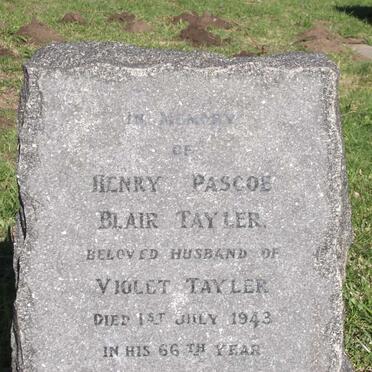 IN MEMORY
OF
HENRY PASCOE
BLAIR TAYLER.
BELOVED HUSBAND OF
VIOLET TAYLER
DIED 1ST JULY 1943
IN HIS 66TH YEAR